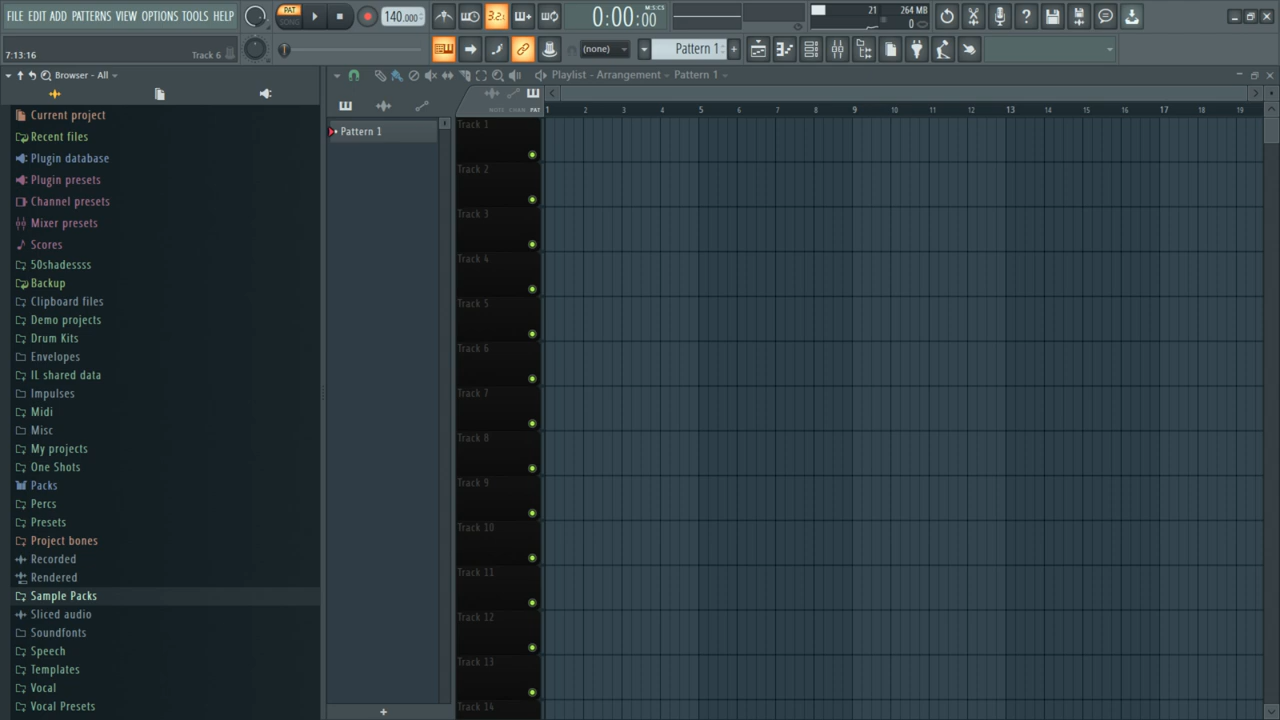 FILE EDIT ADD PATTERNS VIEW OPTIONS TOOLS HELP
PAT
SONG
140.000
3.2.
0:00:00
M:S:CS
21
264 MB
0
7:13:16
Track 6
(none)
Pattern 1
Browser - All
Playlist - Arrangement
Pattern 1
NOTE CHAN PAT
1 2 3 4 5 6 7 8 9 10 11 12 13 14 15 16 17 18 19
Current project
Recent files
Plugin database
Plugin presets
Channel presets
Mixer presets
Scores
50shadessss
Backup
Clipboard files
Demo projects
Drum Kits
Envelopes
IL shared data
Impulses
Midi
Misc
My projects
One Shots
Packs
Percs
Presets
Project bones
Recorded
Rendered
Sample Packs
Sliced audio
Soundfonts
Speech
Templates
Vocal
Vocal Presets
Pattern 1
Track 1
Track 2
Track 3
Track 4
Track 5
Track 6
Track 7
Track 8
Track 9
Track 10
Track 11
Track 12
Track 13
Track 14